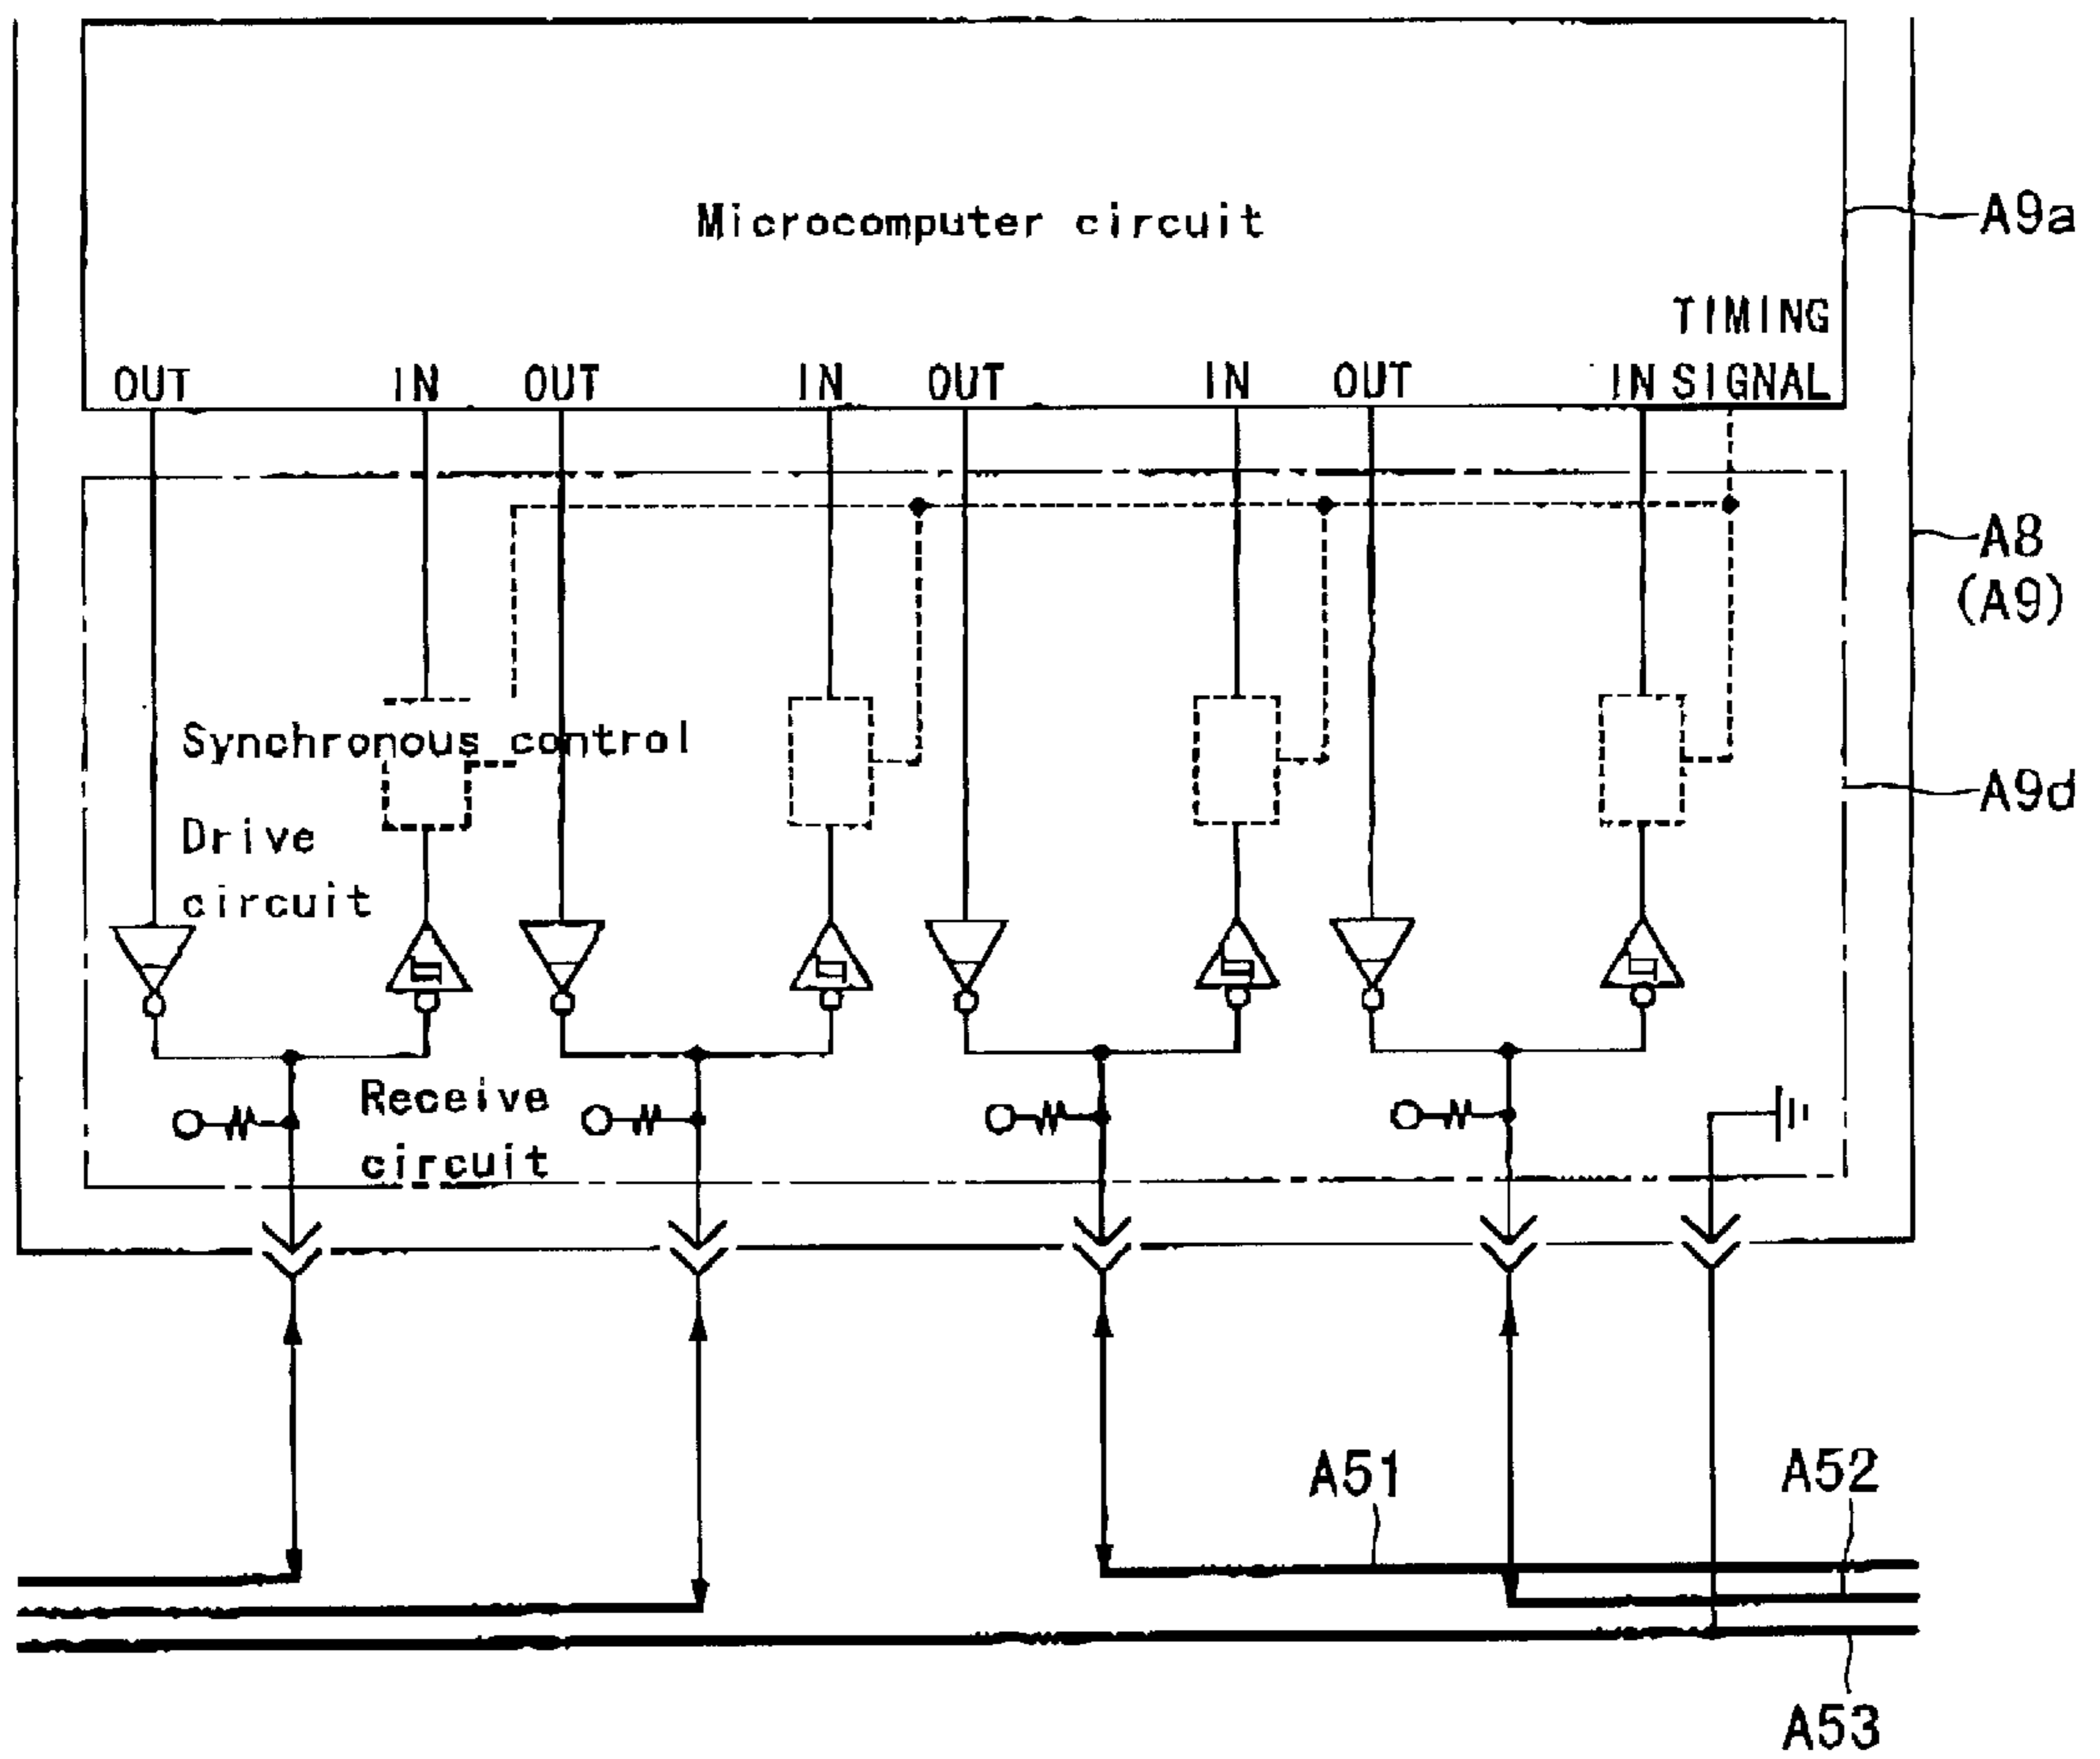 Microcomputer circuit
A9a
TIMING
OUT IN OUT IN OUT IN OUT IN SIGNAL
A8
(A9)
Synchronous control
A9d
Drive
circuit
Receive
circuit
A51
A52
A53